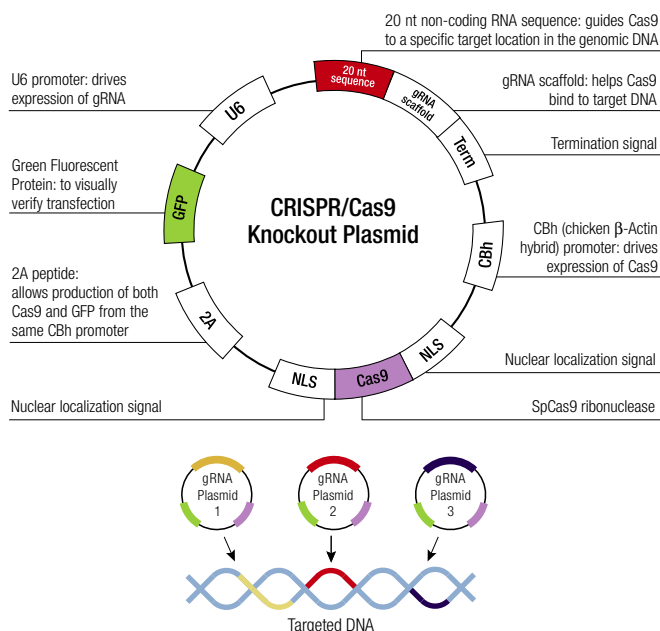 20 nt non-coding RNA sequence: guides Cas9
to a specific target location in the genomic DNA
U6 promoter: drives
expression of gRNA
U6
20 nt
sequence
gRNA
scaffold
Term
gRNA scaffold: helps Cas9
bind to target DNA
Termination signal
Green Fluorescent
Protein: to visually
verify transfection
GFP
CRISPR/Cas9
Knockout Plasmid
CBh
CBh (chicken β-Actin
hybrid) promoter: drives
expression of Cas9
2A peptide:
allows production of both
Cas9 and GFP from the
same CBh promoter
2A
NLS
Cas9
NLS
Nuclear localization signal
Nuclear localization signal
SpCas9 ribonuclease
gRNA
Plasmid
1
gRNA
Plasmid
2
gRNA
Plasmid
3
Targeted DNA